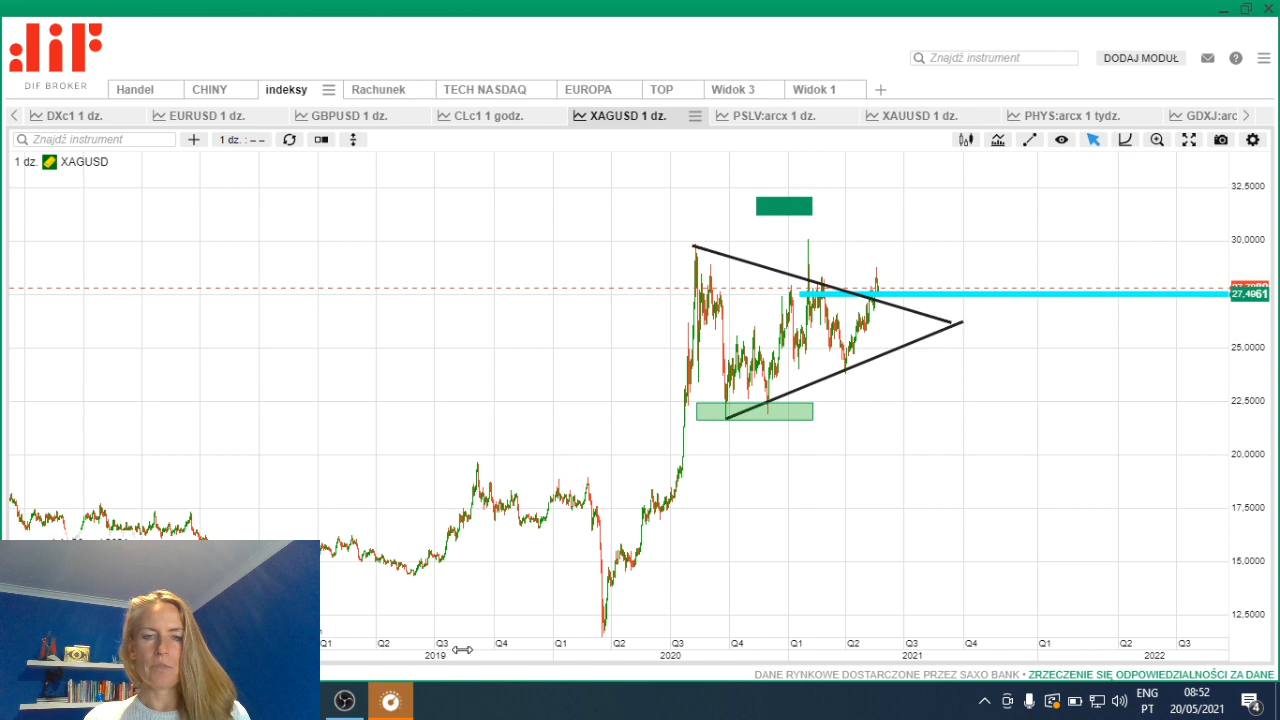 dif
DIF BROKER
Znajdź instrument
DODAJ MODUŁ
Handel CHINY indeksy Rachunek TECH NASDAQ EUROPA TOP Widok 3 Widok 1
DXc1 1 dz. EURUSD 1 dz. GBPUSD 1 dz. CLc1 1 godz. XAGUSD 1 dz. PSLV:arcx 1 dz. XAUUSD 1 dz. PHYS:arcx 1 tydz. GDXJ:arc
Znajdź instrument 1 dz. : – –
1 dz. XAGUSD
32,5000
30,0000
27,4961
25,0000
22,5000
20,0000
17,5000
15,0000
12,5000
Q1 Q2 Q3 Q4 Q1 Q2 Q3 Q4 Q1 Q2 Q3 Q4 Q1 Q2 Q3
2019 2020 2021 2022
DANE RYNKOWE DOSTARCZONE PRZEZ SAXO BANK • ZRZECZENIE SIĘ ODPOWIEDZIALNOŚCI ZA DANE
ENG 08:52
PT 20/05/2021
4